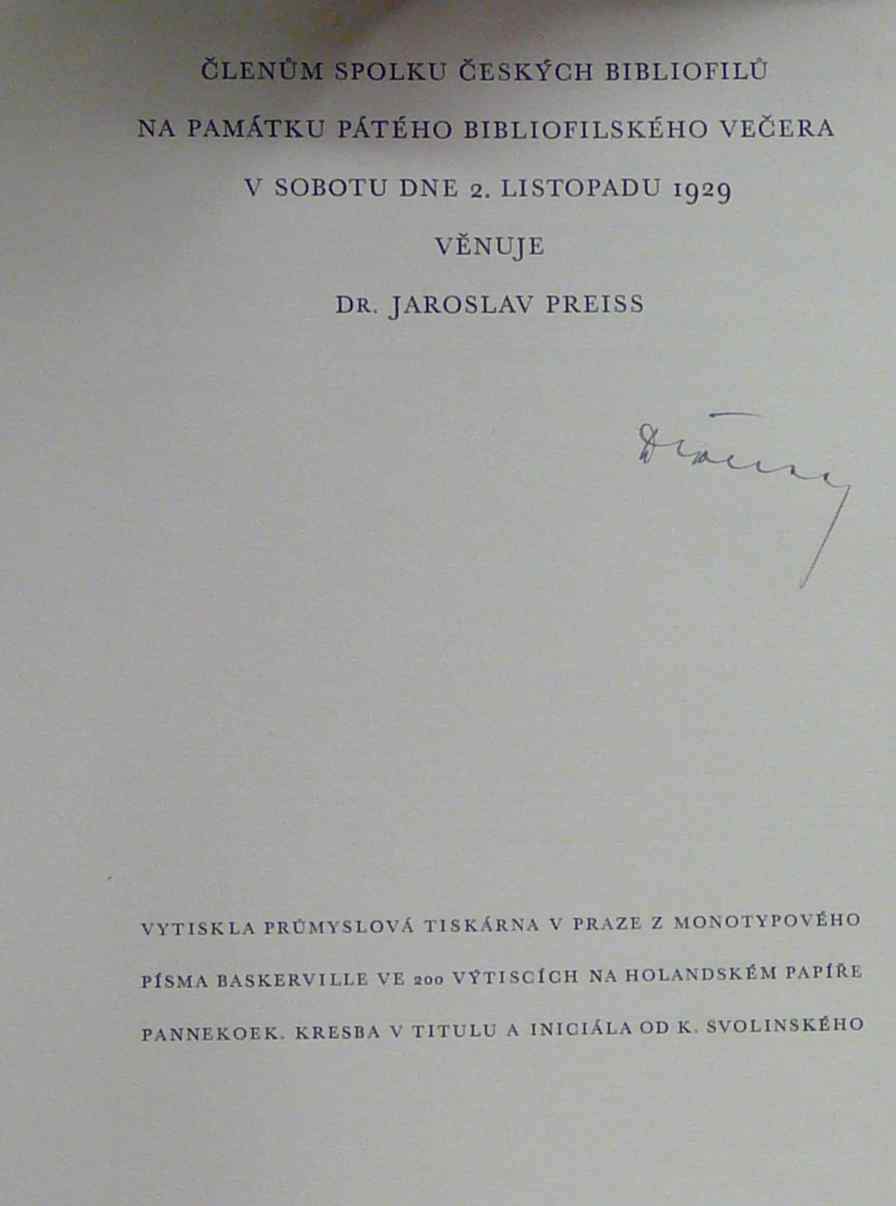 ČLENŮM SPOLKU ČESKÝCH BIBLIOFILŮ
NA PAMÁTKU PÁTÉHO BIBLIOFILSKÉHO VEČERA
V SOBOTU DNE 2. LISTOPADU 1929
VĚNUJE
DR. JAROSLAV PREISS
VYTISKLA PRŮMYSLOVÁ TISKÁRNA V PRAZE Z MONOTYPOVÉHO
PÍSMA BASKERVILLE VE 200 VÝTISCÍCH NA HOLANDSKÉM PAPÍŘE
PANNEKOEK. KRESBA V TITULU A INICIÁLA OD K. SVOLINSKÉHO